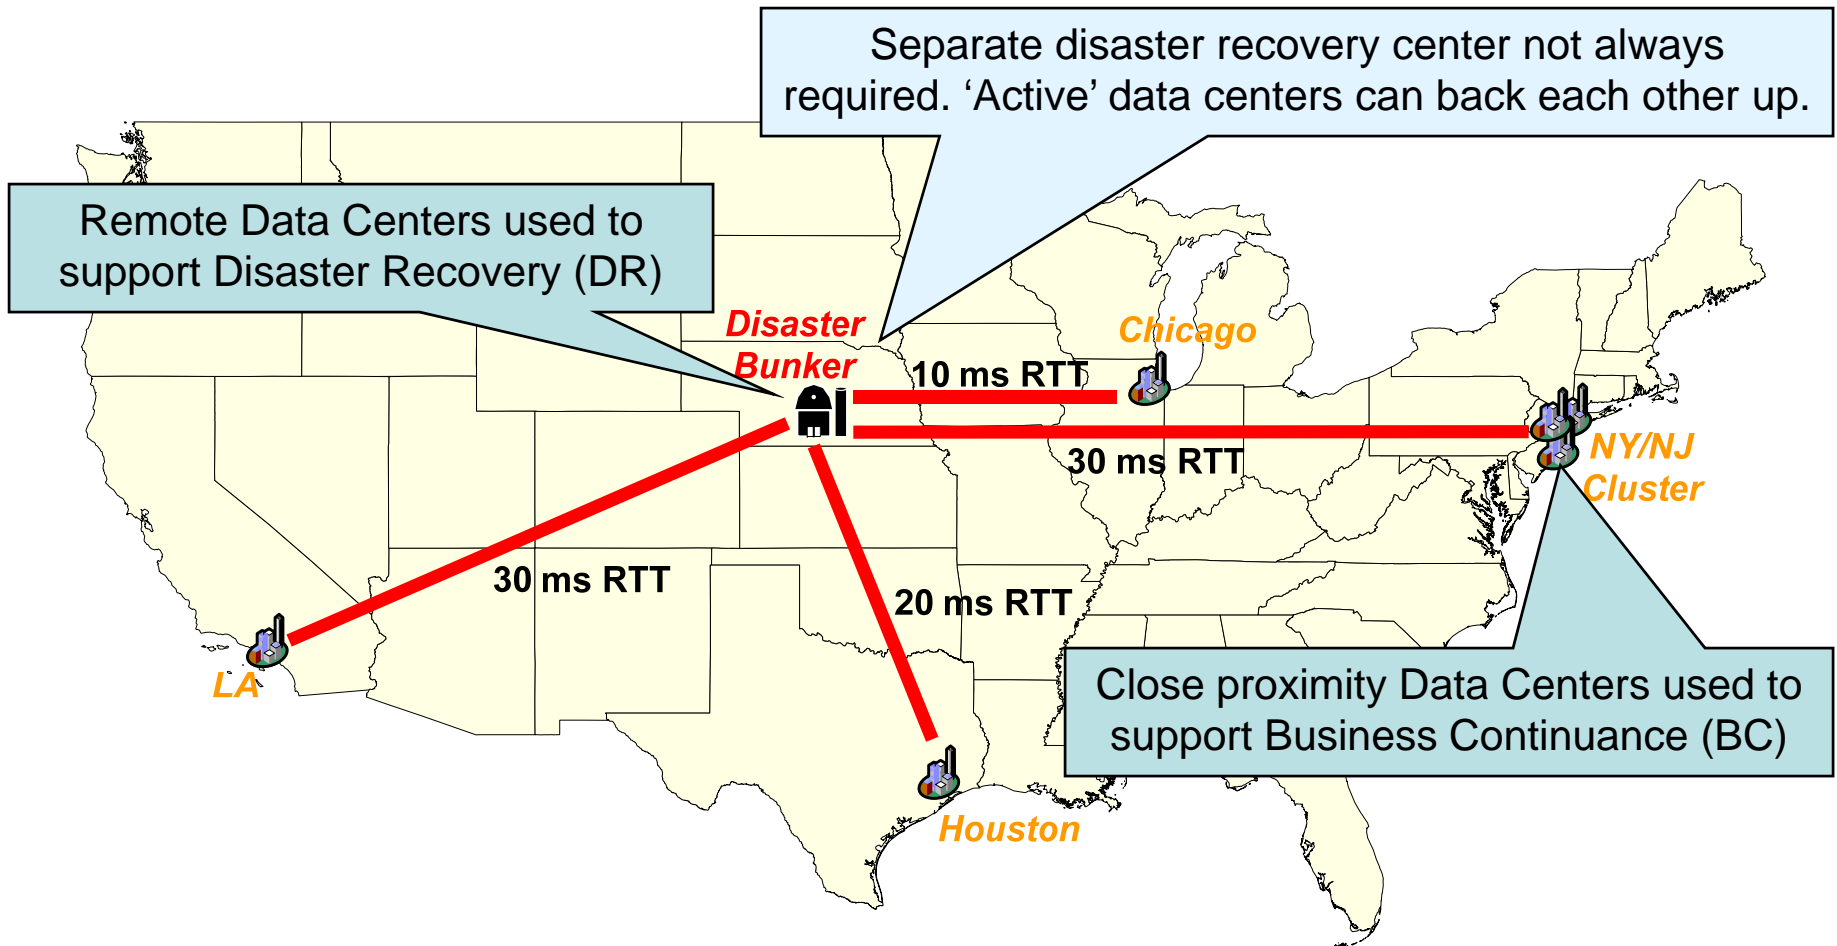 Separate disaster recovery center not always
required. ‘Active’ data centers can back each other up.
Remote Data Centers used to
support Disaster Recovery (DR)
Disaster
Bunker
Chicago
10 ms RTT
30 ms RTT
NY/NJ
Cluster
30 ms RTT
20 ms RTT
LA
Close proximity Data Centers used to
support Business Continuance (BC)
Houston